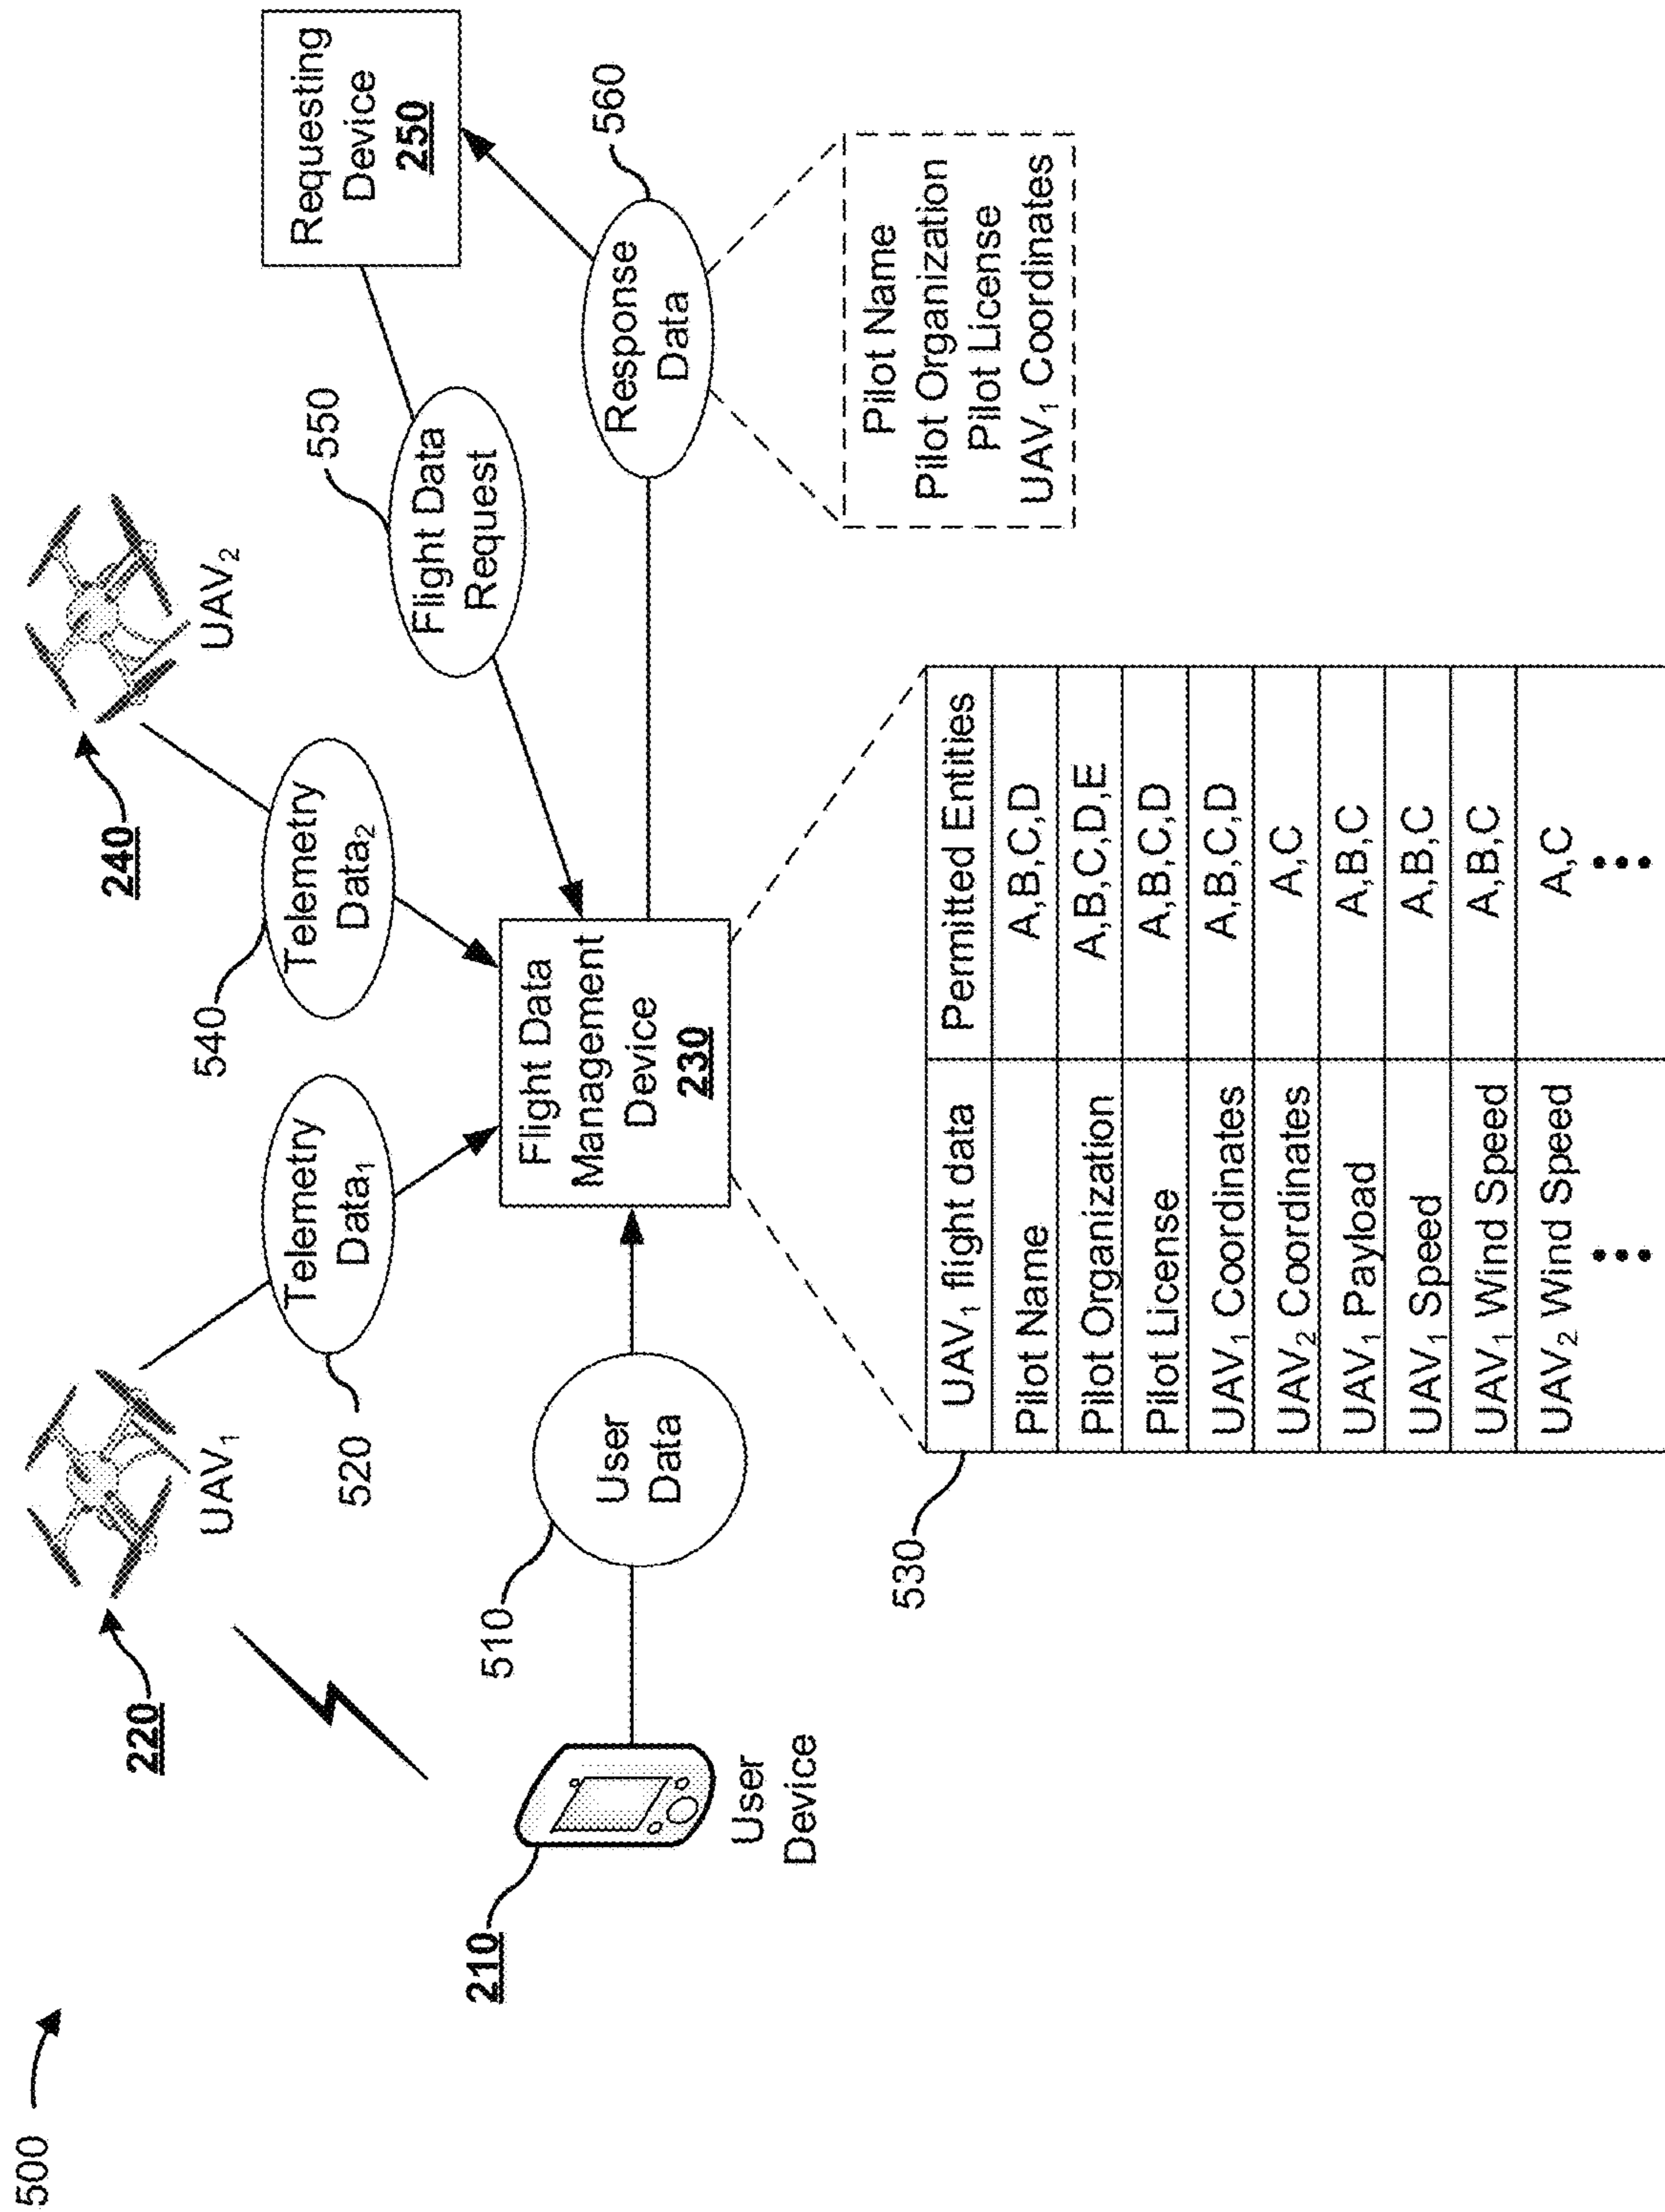 500
220
UAV₁
240
UAV₂
520
Telemetry
Data₁
540
Telemetry
Data₂
550
Flight Data
Request
Requesting
Device
250
210
User
Device
510
User
Data
Flight Data
Management
Device
230
560
Response
Data
Pilot Name
Pilot Organization
Pilot License
UAV₁ Coordinates
530
UAV₁ flight data Permitted Entities
Pilot Name A,B,C,D
Pilot Organization A,B,C,D,E
Pilot License A,B,C,D
UAV₁ Coordinates A,B,C,D
UAV₂ Coordinates A,C
UAV₁ Payload A,B,C
UAV₁ Speed A,B,C
UAV₁ Wind Speed A,B,C
UAV₂ Wind Speed A,C